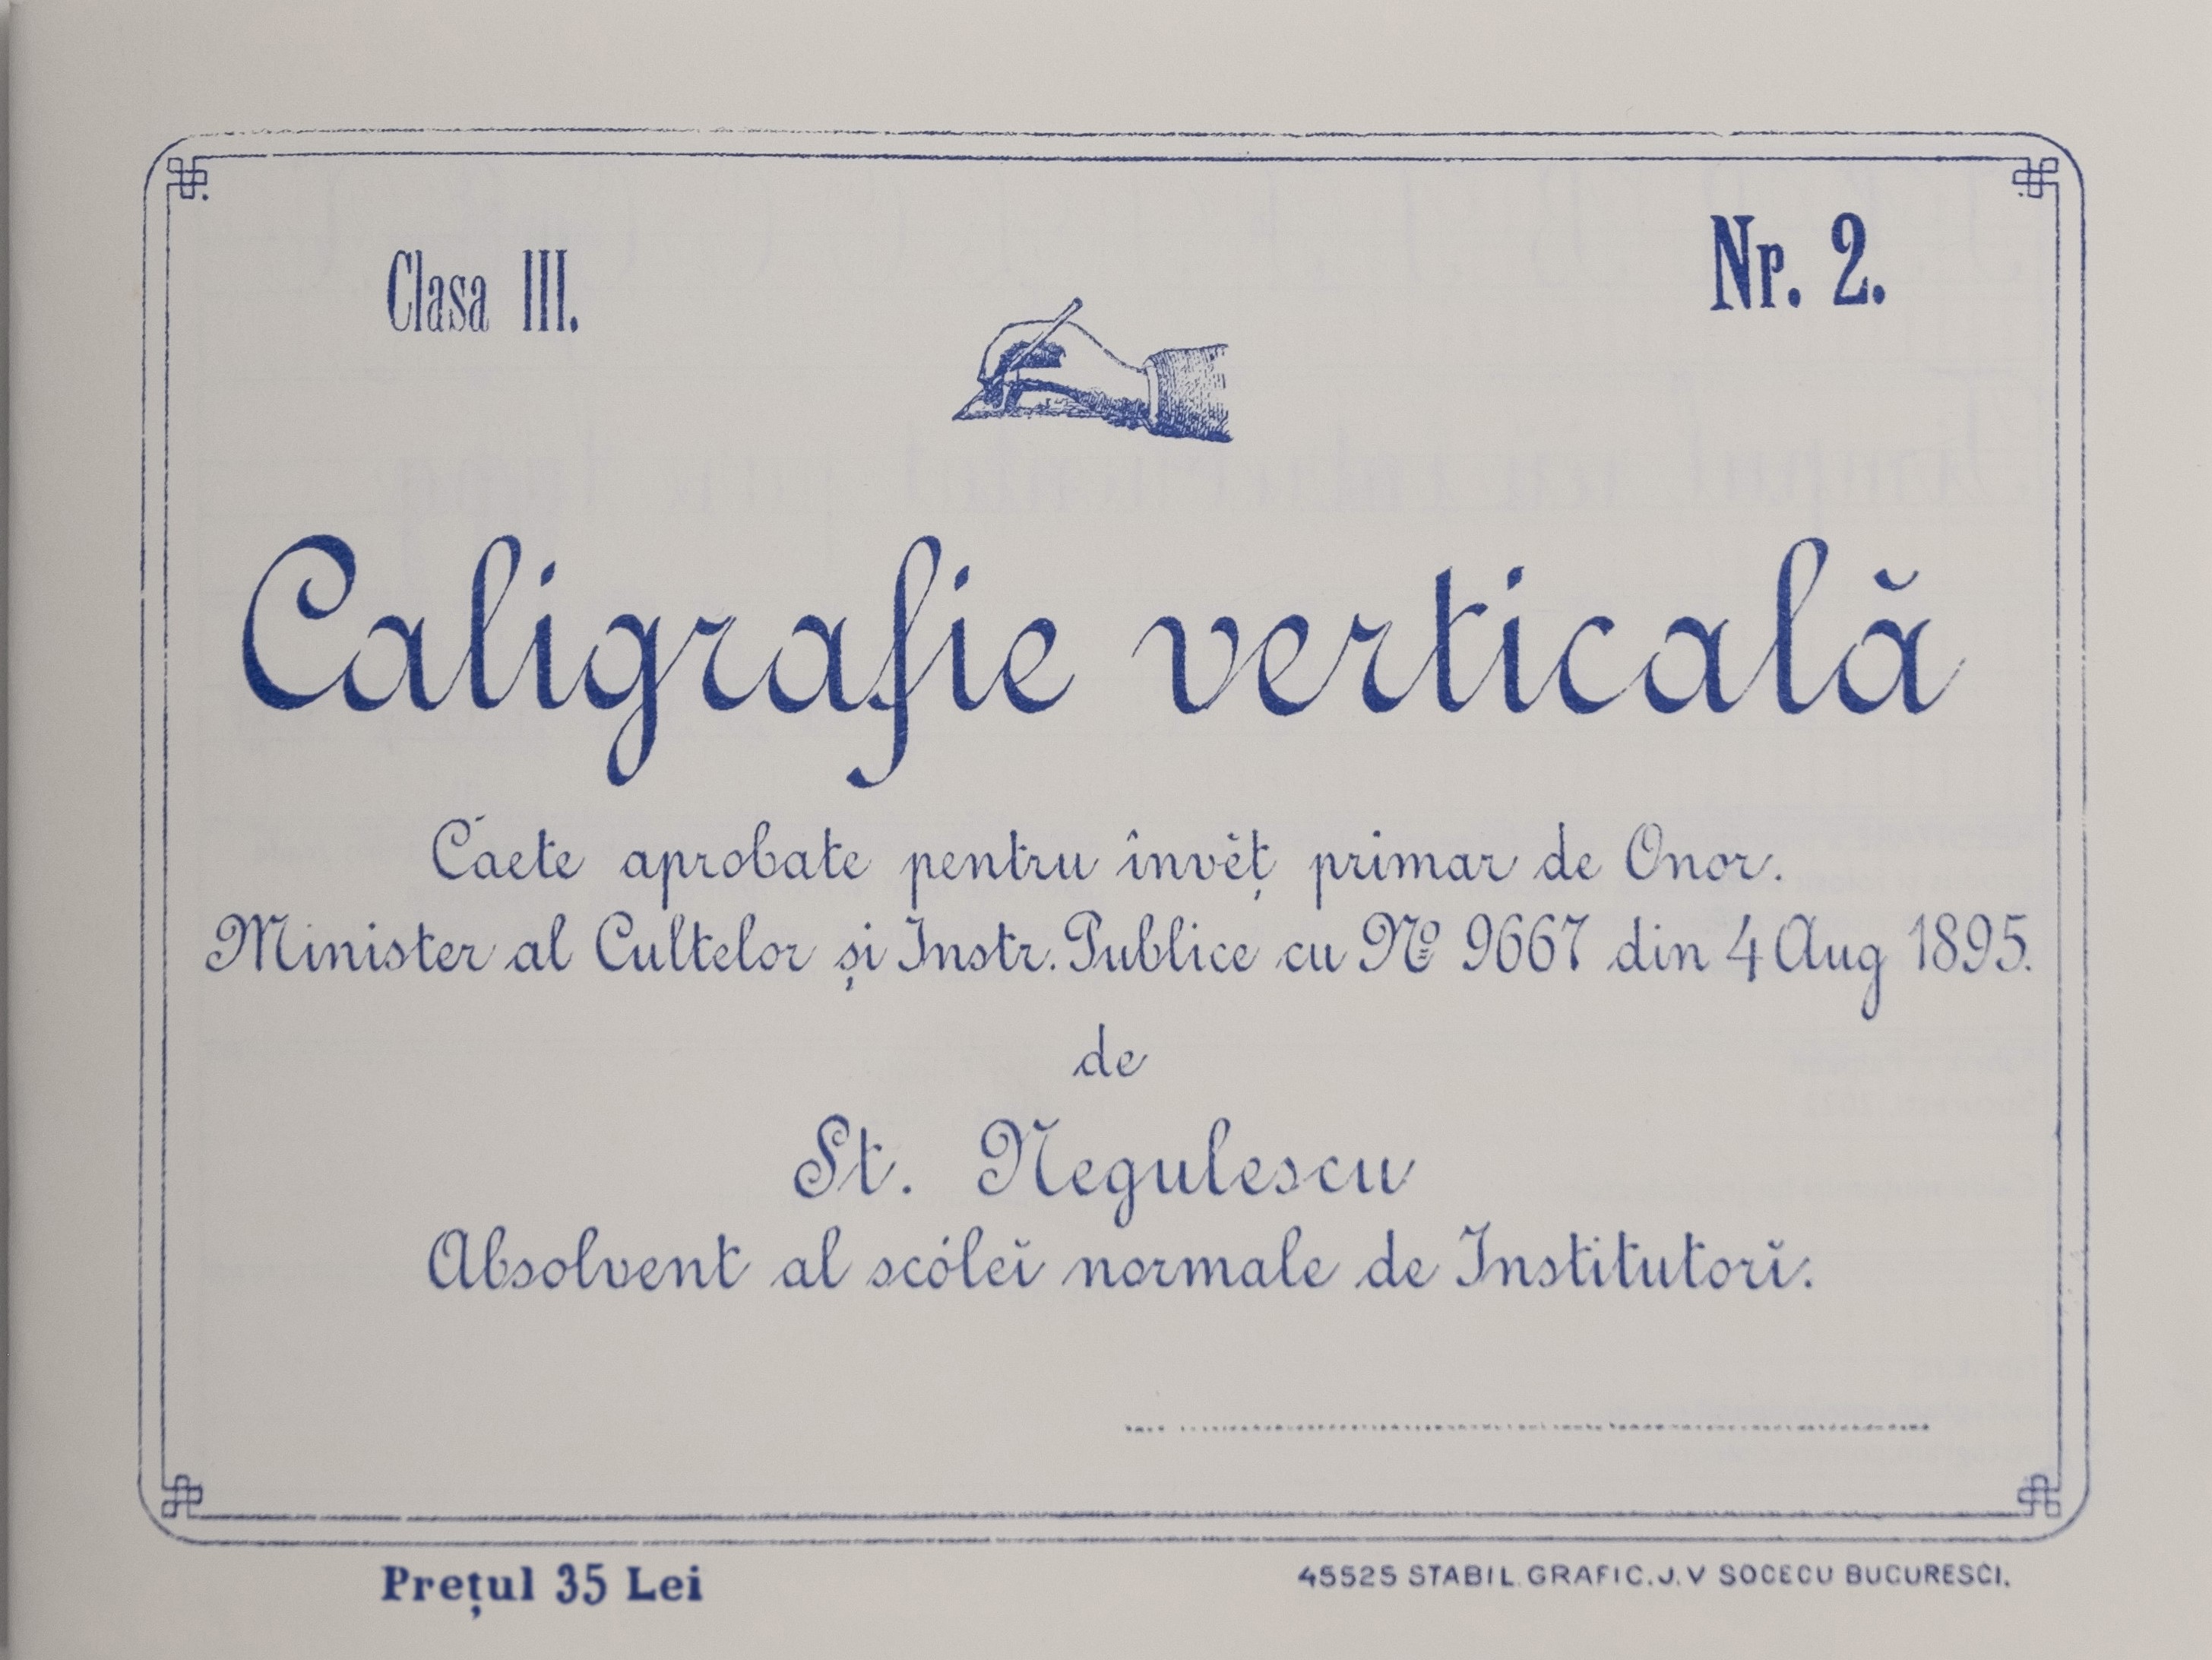 Clasa III.
Nr. 2.
Caligrafie verticală
Caete aprobate pentru învĕț primar de Onor.
Minister al Cultelor și Instr. Publice cu No 9667 din 4 Aug 1895.
de
St. Negulescu
Absolvent al scólei normale de Institutorĭ.
Prețul 35 Lei
45525 STABIL. GRAFIC. J. V SOCECU BUCURESCI.